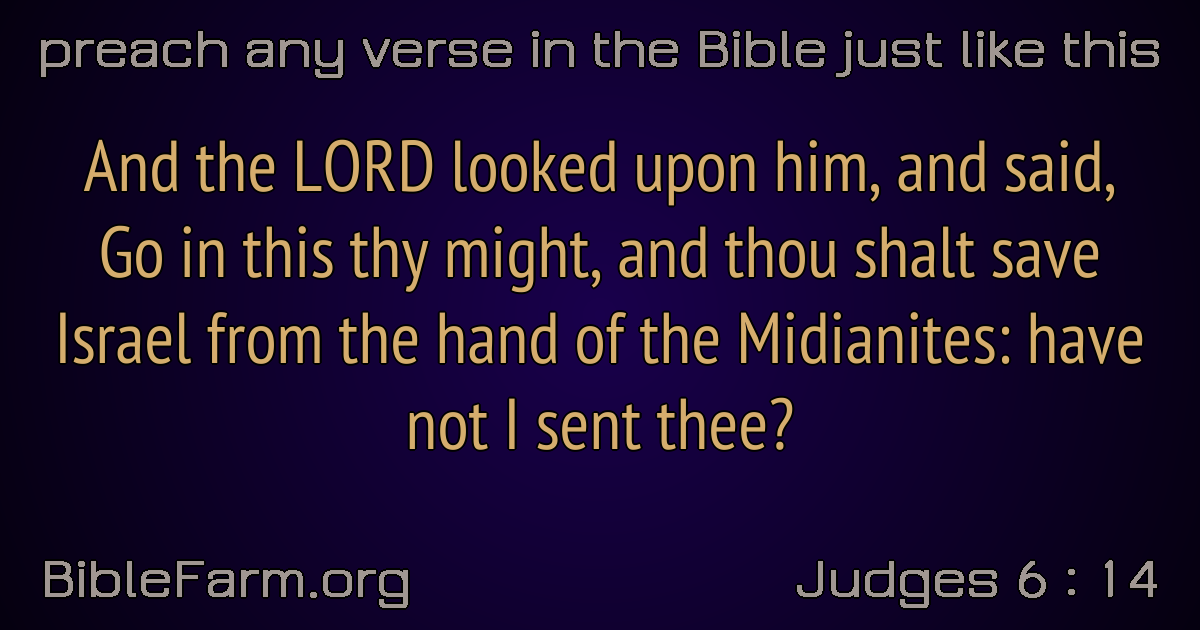 preach any verse in the Bible just like this
And the LORD looked upon him, and said,
Go in this thy might, and thou shalt save
Israel from the hand of the Midianites: have
not I sent thee?
BibleFarm.org
Judges 6 : 14